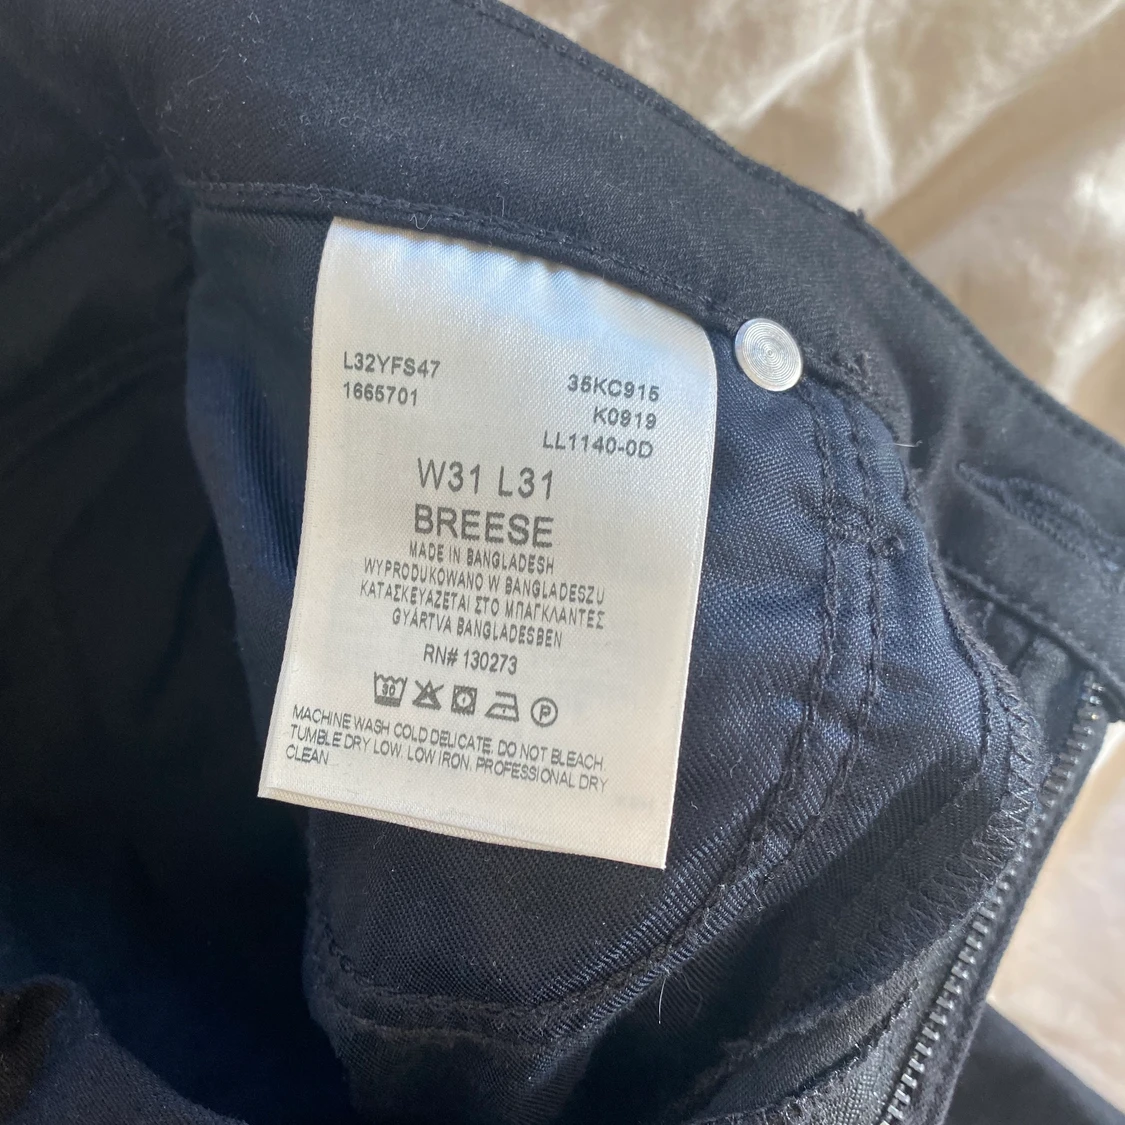 L32YFS47
1665701
35KC915
K0919
LL1140-0D
W31 L31
BREESE
MADE IN BANGLADESH
WYPRODUKOWANO W BANGLADESZU
ΚΑΤΑΣΚΕΥΑΖΕΤΑΙ ΣΤΟ ΜΠΑΓΚΛΑΝΤΕΣ
GYÁRTVA BANGLADESBEN
RN# 130273
30
P
MACHINE WASH COLD DELICATE. DO NOT BLEACH.
TUMBLE DRY LOW. LOW IRON. PROFESSIONAL DRY
CLEAN